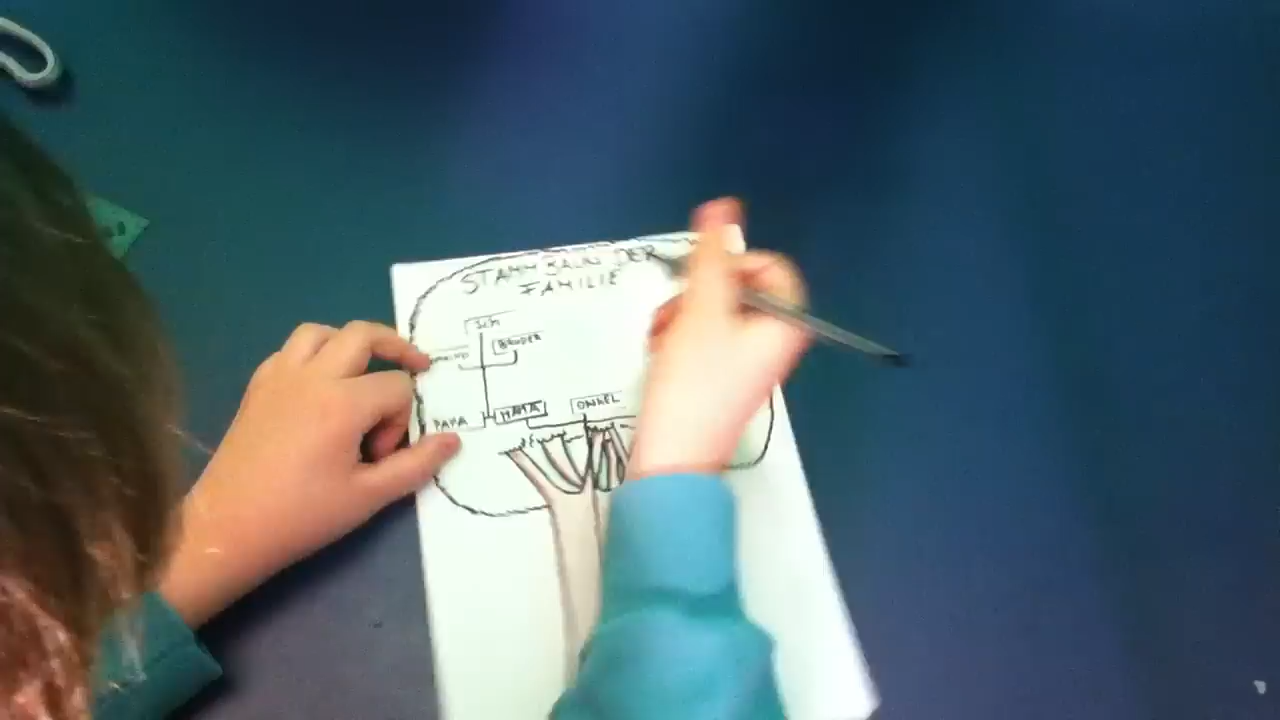 STAMMBAUM DER
FAMILIE
ICH
BRUDER
PAPA
MAMA
ONKEL